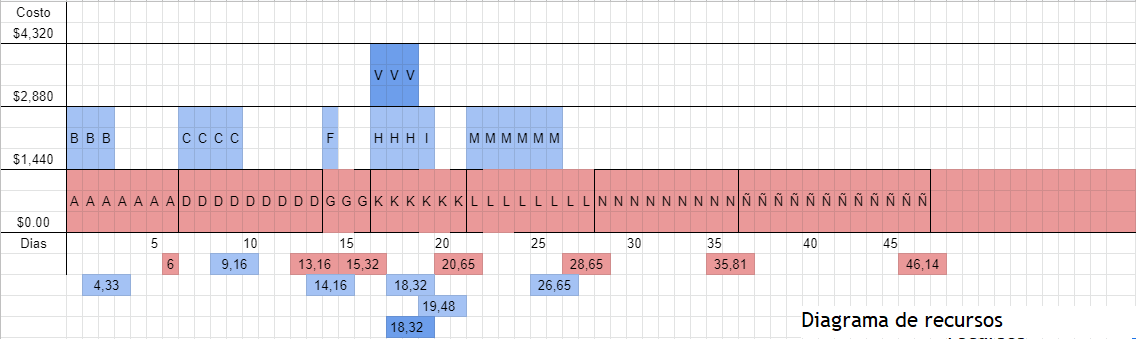 Costo
$4,320
V V V
$2,880
B B B C C C C F H H H I M M M M M M
$1,440
A A A A A A A D D D D D D D D D G G G K K K K K K L L L L L L L L N N N N N N N N N Ñ Ñ Ñ Ñ Ñ Ñ Ñ Ñ Ñ Ñ Ñ Ñ
$0.00
Dias 5 10 15 20 25 30 35 40 45
6 9,16 13,16 15,32 20,65 28,65 35,81 46,14
4,33 14,16 18,32 26,65
19,48
18,32
Diagrama de recursos